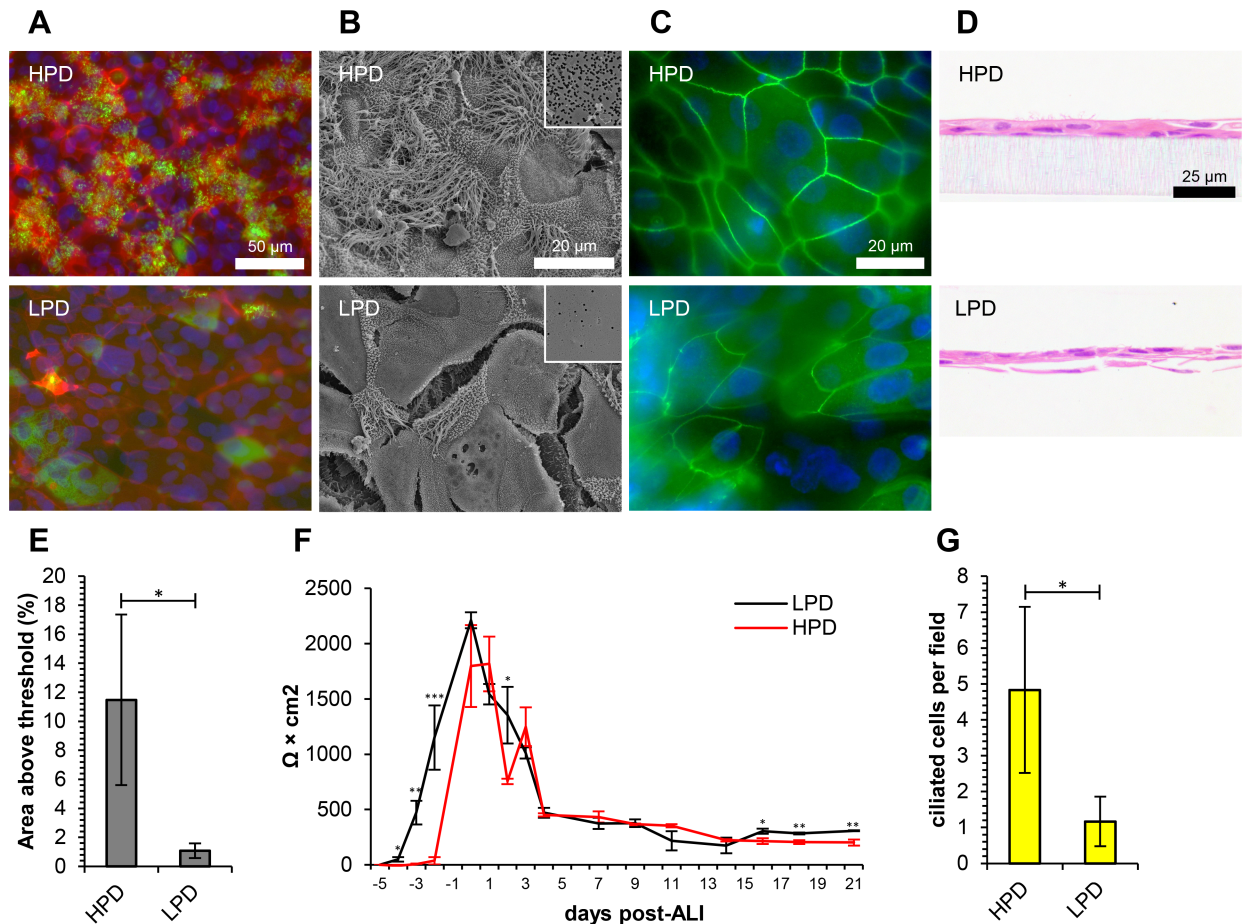 A
B
C
D
HPD
50 µm
HPD
20 µm
HPD
20 µm
HPD
25 µm
LPD
LPD
LPD
LPD
E
Area above threshold (%)
20
18
16
14
12
10
8
6
4
2
0
*
HPD
LPD
F
Ω × cm2
2500
2000
1500
1000
500
0
LPD
HPD
*
**
***
*
*
**
**
-5
-3
-1
1
3
5
7
9
11
13
15
17
19
21
days post-ALI
G
ciliated cells per field
8
7
6
5
4
3
2
1
0
*
HPD
LPD